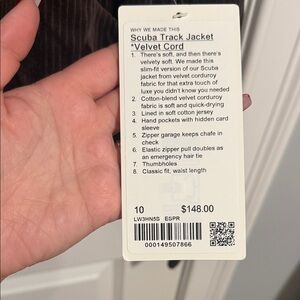 WHY WE MADE THIS
Scuba Track Jacket
*Velvet Cord
1. There's soft, and then there's
velvety soft. We made this
slim-fit version of our Scuba
jacket from velvet corduroy
fabric for that extra touch of
luxe you didn't know you needed
2. Cotton-blend velvet corduroy
fabric is soft and quick-drying
3. Lined in soft cotton jersey
4. Hand pockets with hidden card
sleeve
5. Zipper garage keeps chafe in
check
6. Elastic zipper pull doubles as
an emergency hair tie
7. Thumbholes
8. Classic fit, waist length
10 $148.00
LW3HN5S ESPR
000149507866